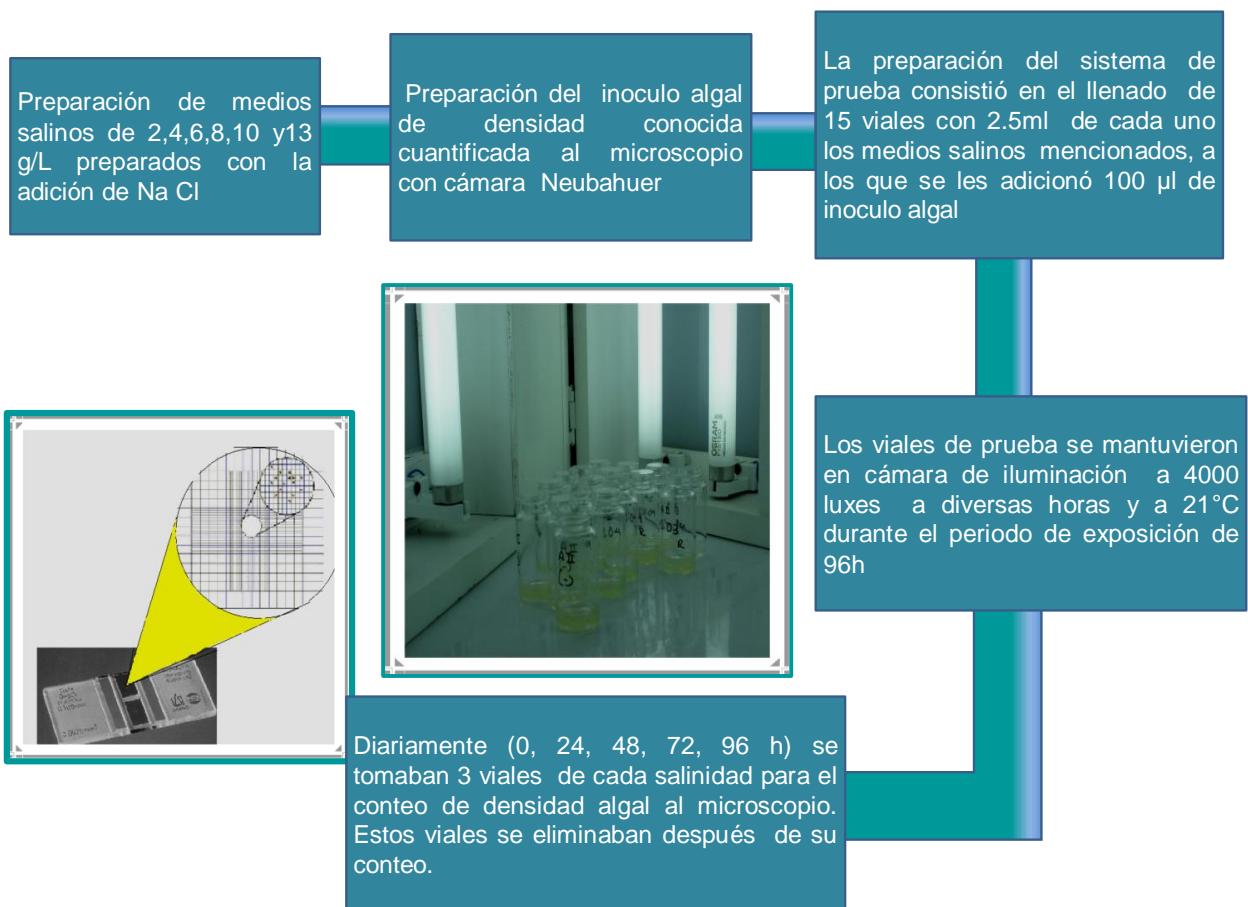 Preparación de medios
salinos de 2,4,6,8,10 y13
g/L preparados con la
adición de Na Cl
Preparación del inoculo algal
de densidad conocida
cuantificada al microscopio
con cámara Neubahuer
La preparación del sistema de
prueba consistió en el llenado de
15 viales con 2.5ml de cada uno
los medios salinos mencionados, a
los que se les adicionó 100 µl de
inoculo algal
Los viales de prueba se mantuvieron
en cámara de iluminación a 4000
luxes a diversas horas y a 21°C
durante el periodo de exposición de
96h
OSRAM
Diariamente (0, 24, 48, 72, 96 h) se
tomaban 3 viales de cada salinidad para el
conteo de densidad algal al microscopio.
Estos viales se eliminaban después de su
conteo.